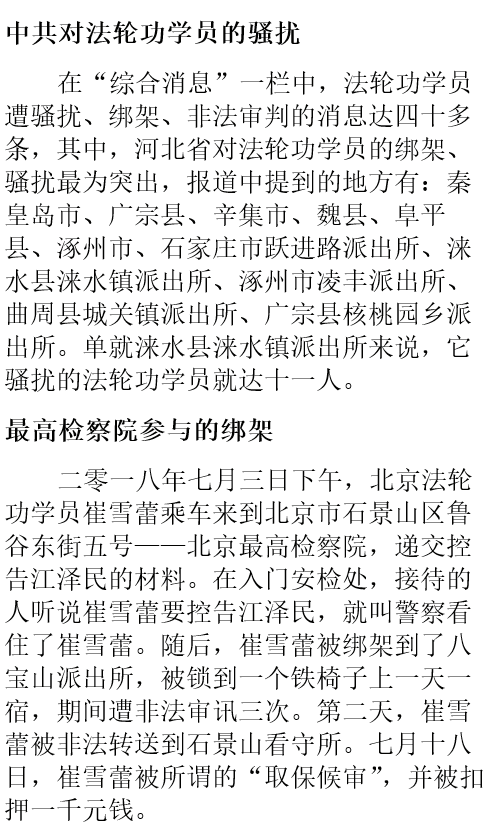 中共对法轮功学员的骚扰
在“综合消息”一栏中，法轮功学员
遭骚扰、绑架、非法审判的消息达四十多
条，其中，河北省对法轮功学员的绑架、
骚扰最为突出，报道中提到的地方有：秦
皇岛市、广宗县、辛集市、魏县、阜平
县、涿州市、石家庄市跃进路派出所、涞
水县涞水镇派出所、涿州市凌丰派出所、
曲周县城关镇派出所、广宗县核桃园乡派
出所。单就涞水县涞水镇派出所来说，它
骚扰的法轮功学员就达十一人。
最高检察院参与的绑架
二零一八年七月三日下午，北京法轮
功学员崔雪蕾乘车来到北京市石景山区鲁
谷东街五号——北京最高检察院，递交控
告江泽民的材料。在入门安检处，接待的
人听说崔雪蕾要控告江泽民，就叫警察看
住了崔雪蕾。随后，崔雪蕾被绑架到了八
宝山派出所，被锁到一个铁椅子上一天一
宿，期间遭非法审讯三次。第二天，崔雪
蕾被非法转送到石景山看守所。七月十八
日，崔雪蕾被所谓的“取保候审”，并被扣
押一千元钱。